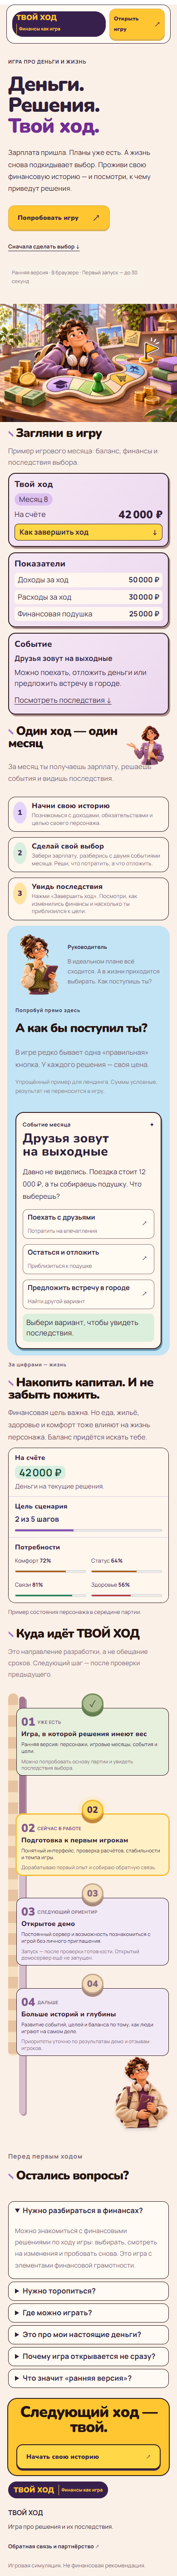 ТВОЙ ХОД
Финансы как игра
Открыть
игру ↗
ИГРА ПРО ДЕНЬГИ И ЖИЗНЬ
Деньги.
Решения.
Твой ход.
Зарплата пришла. Планы уже есть. А жизнь
снова подкидывает выбор. Проживи свою
финансовую историю — и посмотри, к чему
приведут решения.
Попробовать игру ↗
Сначала сделать выбор ↓
Ранняя версия · В браузере · Первый запуск — до 30
секунд
Загляни в игру
Пример игрового месяца: баланс, финансы и
последствия выбора.
Твой ход
Месяц 8
На счёте 42 000 ₽
Как завершить ход ↓
Показатели
Доходы за ход 50 000 ₽
Расходы за ход 30 000 ₽
Финансовая подушка 25 000 ₽
Событие
Друзья зовут на выходные
Можно поехать, отложить деньги или
предложить встречу в городе.
Посмотреть последствия ↓
Один ход — один
месяц
За месяц ты получаешь зарплату, решаешь
события и видишь последствия.
1 Начни свою историю
Познакомься с доходами, обязательствами и
целью своего персонажа.
2 Сделай свой выбор
Забери зарплату, разберись с двумя событиями
месяца. Реши, что потратить, а что отложить.
3 Увидь последствия
Нажми «Завершить ход». Посмотри, как
изменились финансы и насколько ты
приблизился к цели.
Руководитель
В идеальном плане всё
сходится. А в жизни приходится
выбирать. Как поступишь ты?
Попробуй прямо здесь
А как бы поступил ты?
В игре редко бывает одна «правильная»
кнопка. У каждого решения — своя цена.
Упрощённый пример для лендинга. Суммы условные,
результат не переносится в игру.
Событие месяца
Друзья зовут
на выходные
Давно не виделись. Поездка стоит 12
000 ₽, а ты собираешь подушку. Что
выберешь?
Поехать с друзьями
Потратить на впечатления ↗
Остаться и отложить
Приблизиться к подушке ↗
Предложить встречу в городе
Найти другой вариант ↗
Выбери вариант, чтобы увидеть
последствия.
За цифрами — жизнь
Накопить капитал. И не
забыть пожить.
Финансовая цель важна. Но еда, жильё,
здоровье и комфорт тоже влияют на жизнь
персонажа. Баланс придётся искать тебе.
На счёте
42 000 ₽
Деньги на текущие решения.
Цель сценария
2 из 5 шагов
Потребности
Комфорт 72% Статус 64%
Связи 81% Здоровье 56%
Пример состояния персонажа в середине партии.
Куда идёт ТВОЙ ХОД
Это направление разработки, а не обещание
сроков. Следующий шаг — после проверки
предыдущего.
✓
01 УЖЕ ЕСТЬ
Игра, в которой решения имеют вес
Ранняя версия: персонажи, игровые месяцы, события и
цели.
Можно попробовать основу партии и увидеть
последствия выбора.
02
02 СЕЙЧАС В РАБОТЕ
Подготовка к первым игрокам
Понятный интерфейс, проверка расчётов, стабильности
и темпа игры.
Дорабатываю первый опыт и собираю обратную связь.
03
03 СЛЕДУЮЩИЙ ОРИЕНТИР
Открытое демо
Постоянный сервер и возможность познакомиться с
игрой без личного приглашения.
Запуск — после проверки готовности. Открытый
демосервер ещё не запущен.
04
04 ДАЛЬШЕ
Больше историй и глубины
Развитие событий, целей и баланса по тому, как люди
играют на самом деле.
Приоритеты уточню по результатам демо и отзывам
игроков.
Перед первым ходом
Остались вопросы?
▼ Нужно разбираться в финансах?
Можно знакомиться с финансовыми
решениями по ходу игры: выбирать, смотреть
на изменения и пробовать снова. Это игра с
элементами финансовой грамотности.
▶ Нужно торопиться?
▶ Где можно играть?
▶ Это про мои настоящие деньги?
▶ Почему игра открывается не сразу?
▶ Что значит «ранняя версия»?
Следующий ход —
твой.
Начать свою историю ↗
ТВОЙ ХОД Финансы как игра
ТВОЙ ХОД
Игра про решения и их последствия.
Обратная связь и партнёрство ↗
Игровая симуляция. Не финансовая рекомендация.